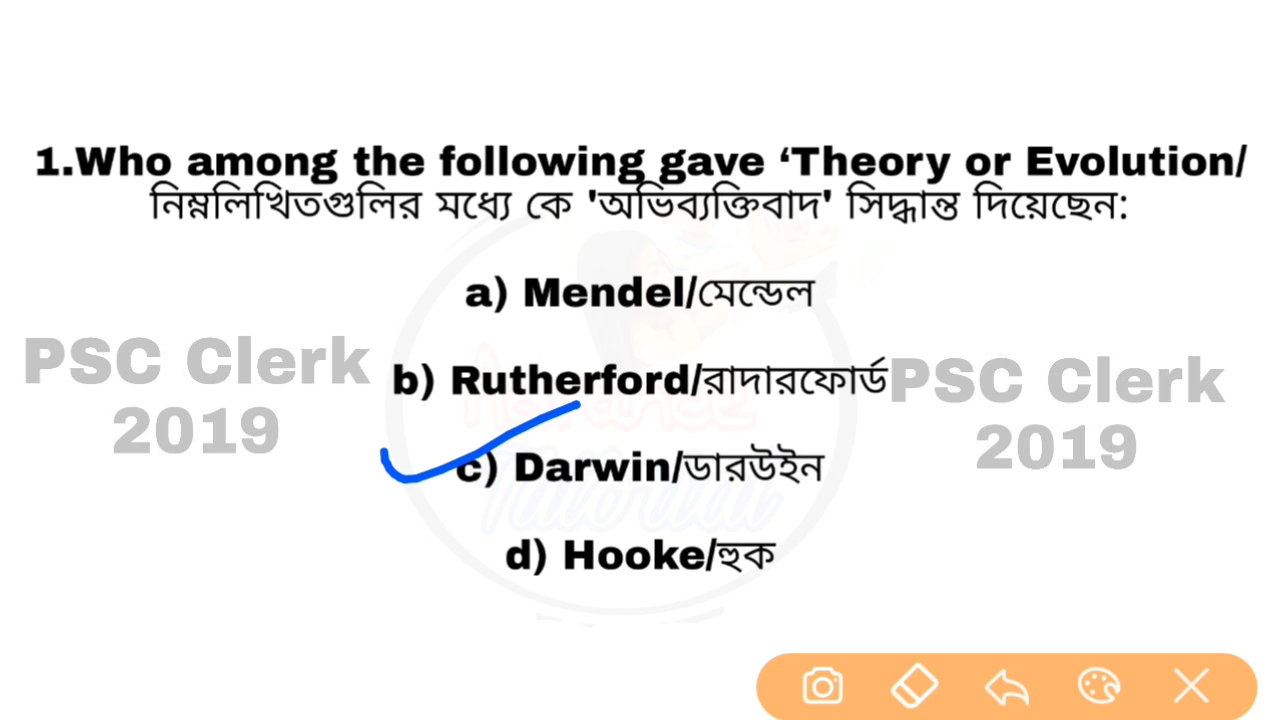 1.Who among the following gave ‘Theory or Evolution/
নিম্নলিখিতগুলির মধ্যে কে 'অভিব্যক্তিবাদ' সিদ্ধান্ত দিয়েছেন:
a) Mendel/মেন্ডেল
b) Rutherford/রাদারফোর্ড
c) Darwin/ডারউইন
d) Hooke/হুক
PSC Clerk
2019
PSC Clerk
2019
Tutorial